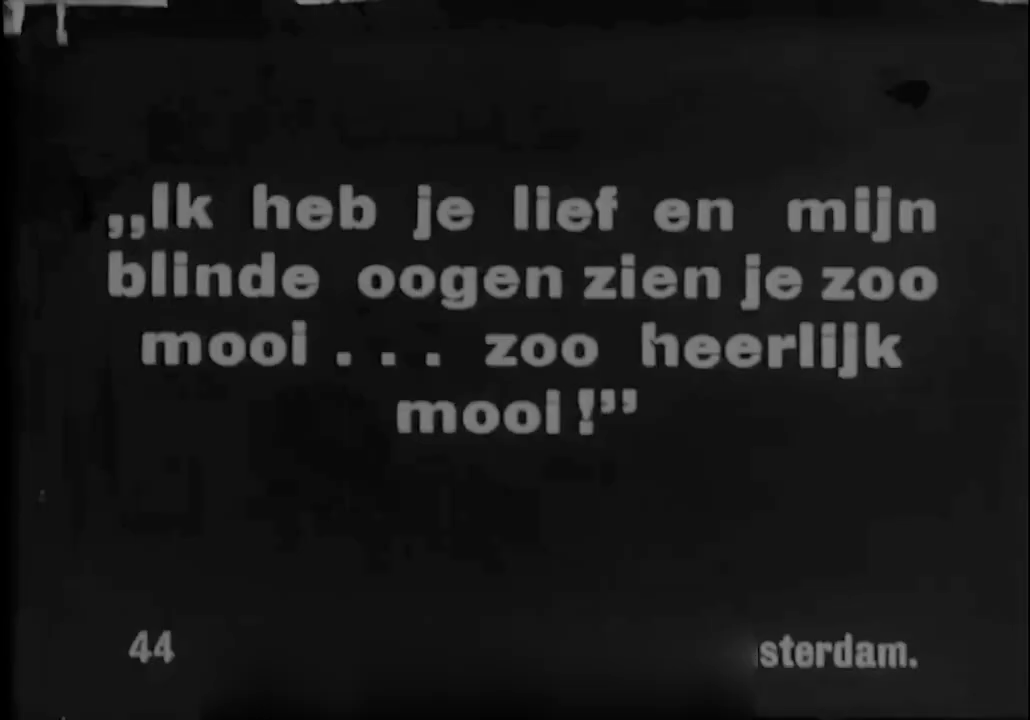 „Ik heb je lief en mijn
blinde oogen zien je zoo
mooi . . . zoo heerlijk
mooi !”
44 sterdam.